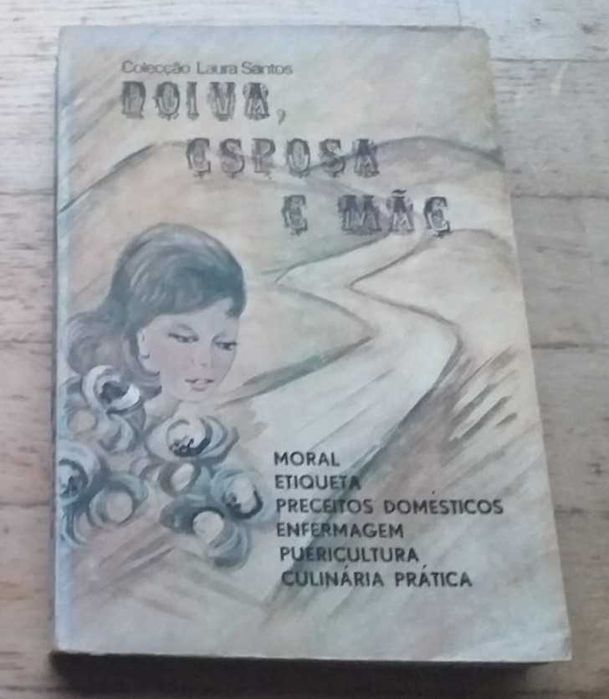 Colecção Laura Santos
NOIVA,
ESPOSA
E MÃE
MORAL
ETIQUETA
PRECEITOS DOMÉSTICOS
ENFERMAGEM
PUERICULTURA
CULINÁRIA PRÁTICA